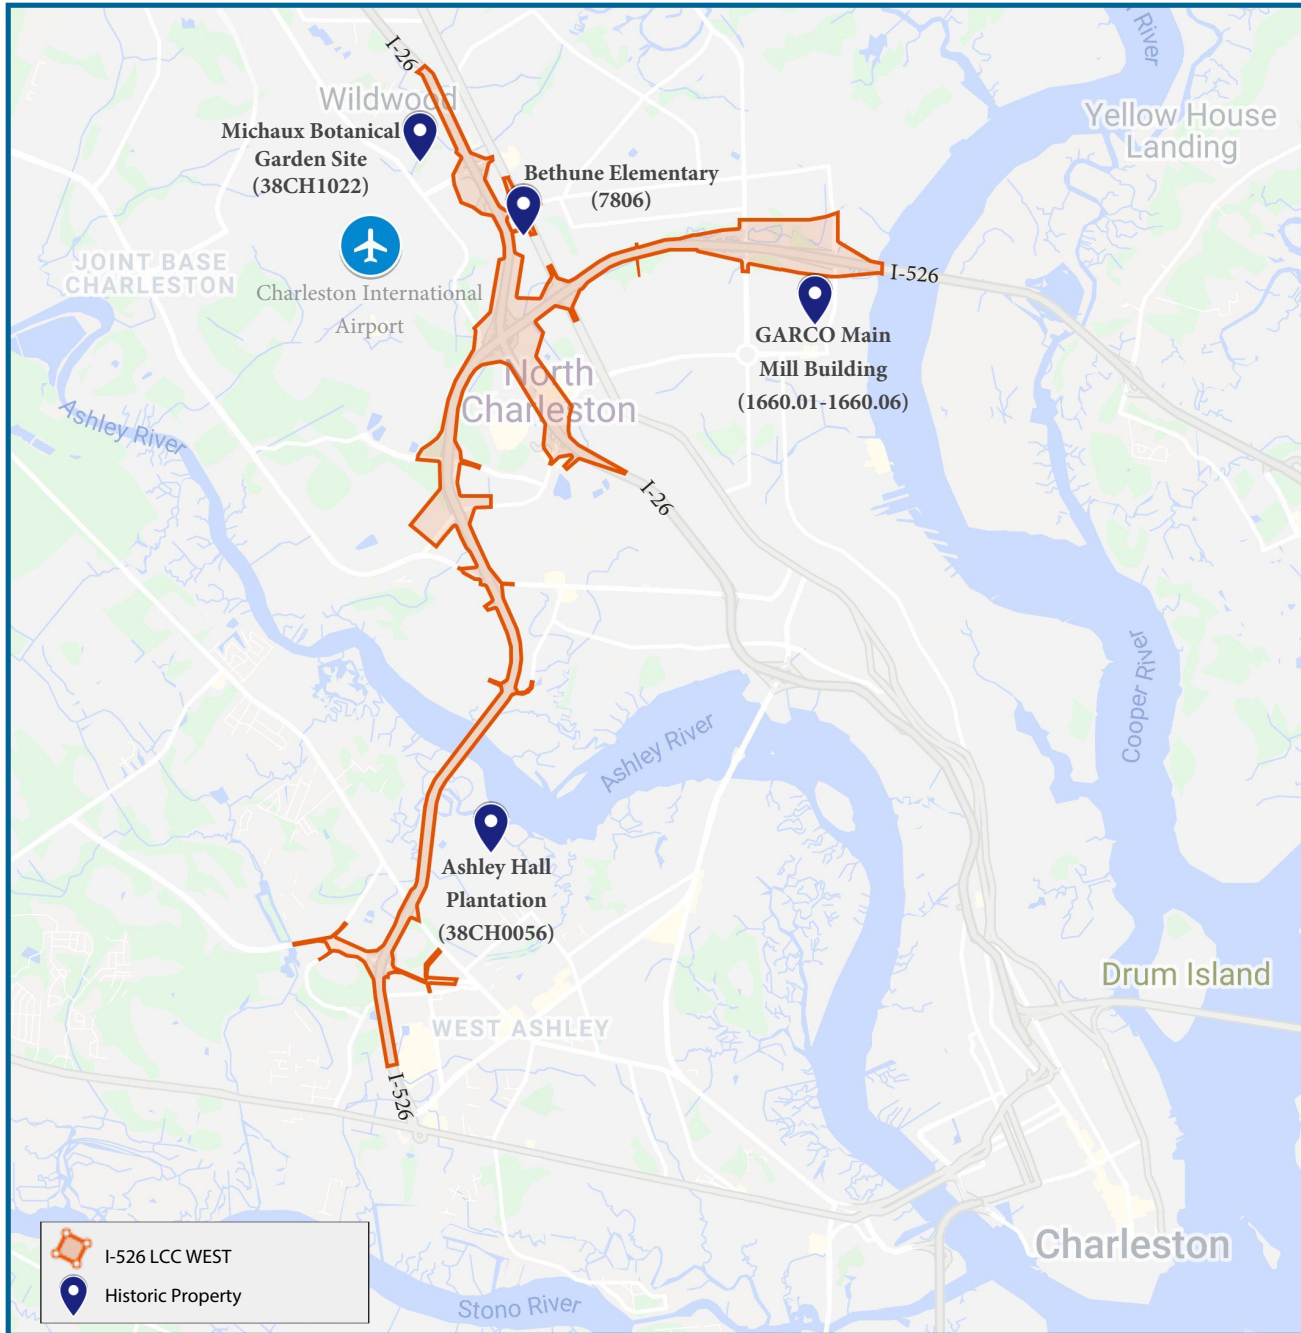 River
I-26
Wildwood
Yellow House
Landing
Michaux Botanical
Garden Site
(38CH1022)
Bethune Elementary
(7806)
JOINT BASE
CHARLESTON
Charleston International
Airport
I-526
GARCO Main
Mill Building
(1660.01-1660.06)
North
Charleston
Ashley River
I-26
Cooper River
Ashley River
Ashley Hall
Plantation
(38CH0056)
Drum Island
WEST ASHLEY
I-526
Charleston
Stono River
I-526 LCC WEST
Historic Property